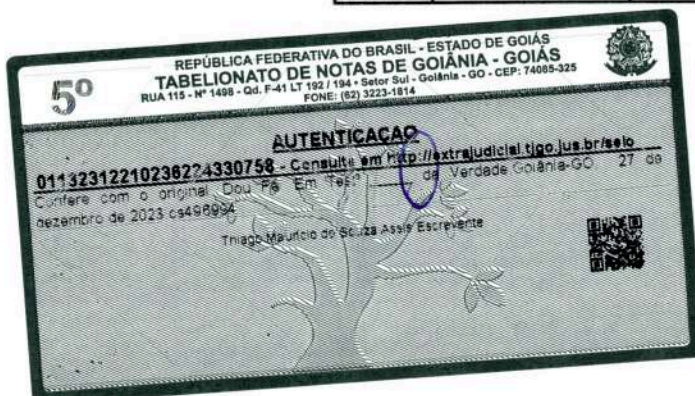 5º
REPÚBLICA FEDERATIVA DO BRASIL - ESTADO DE GOIÁS
TABELIONATO DE NOTAS DE GOIÂNIA - GOIÁS
RUA 115 - Nº 1498 - Qd. F-41 LT 192 / 194 - Setor Sul - Goiânia - GO - CEP: 74085-325
FONE: (62) 3223-1814
AUTENTICAÇÃO
01132312210236224330758 - Consulte em http://extrajudicial.tjgo.jus.br/selo
Confere com o original Dou Fé Em Testº da Verdade Goiânia-GO 27 de
dezembro de 2023 cs496994
Thiago Mauricio de Souza Assis Escrevente